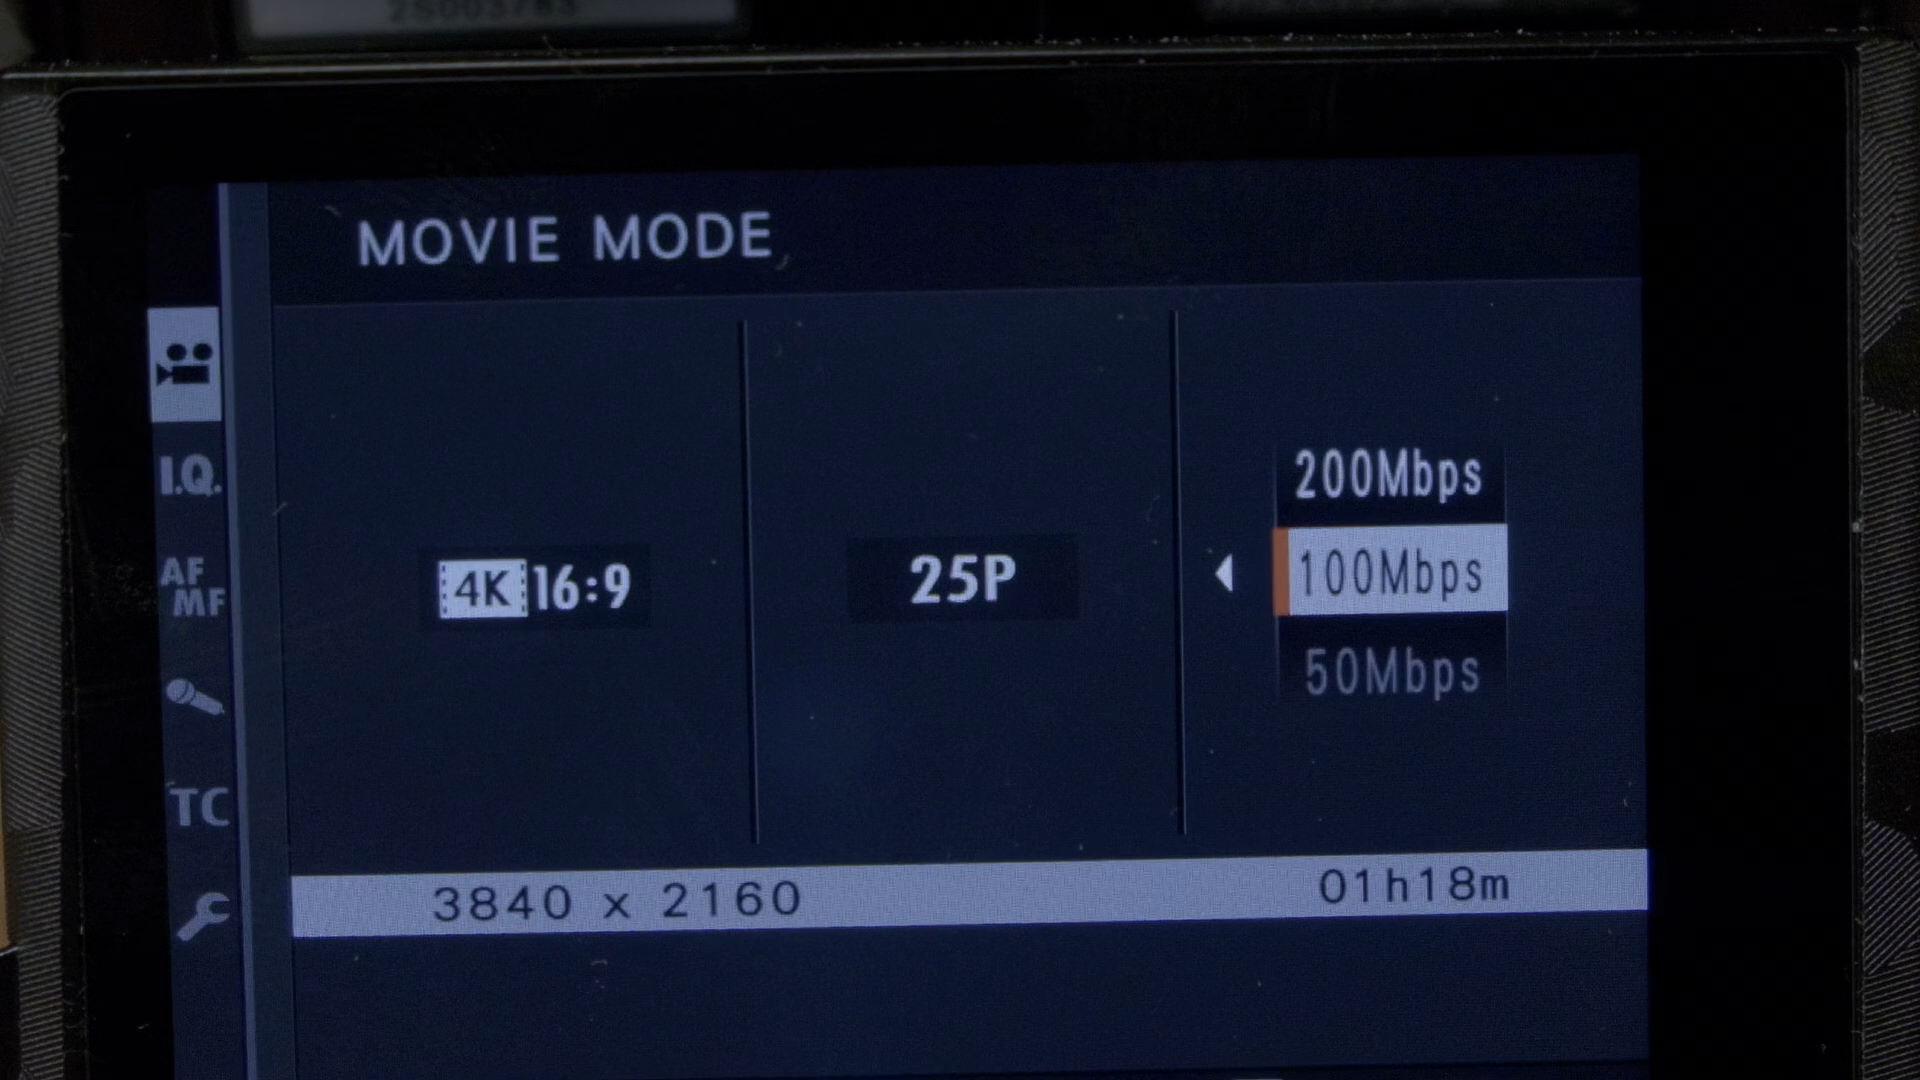 MOVIE MODE
I.Q.
AF
MF
TC
4K 16:9
25P
200Mbps
100Mbps
50Mbps
3840 x 2160
01h18m